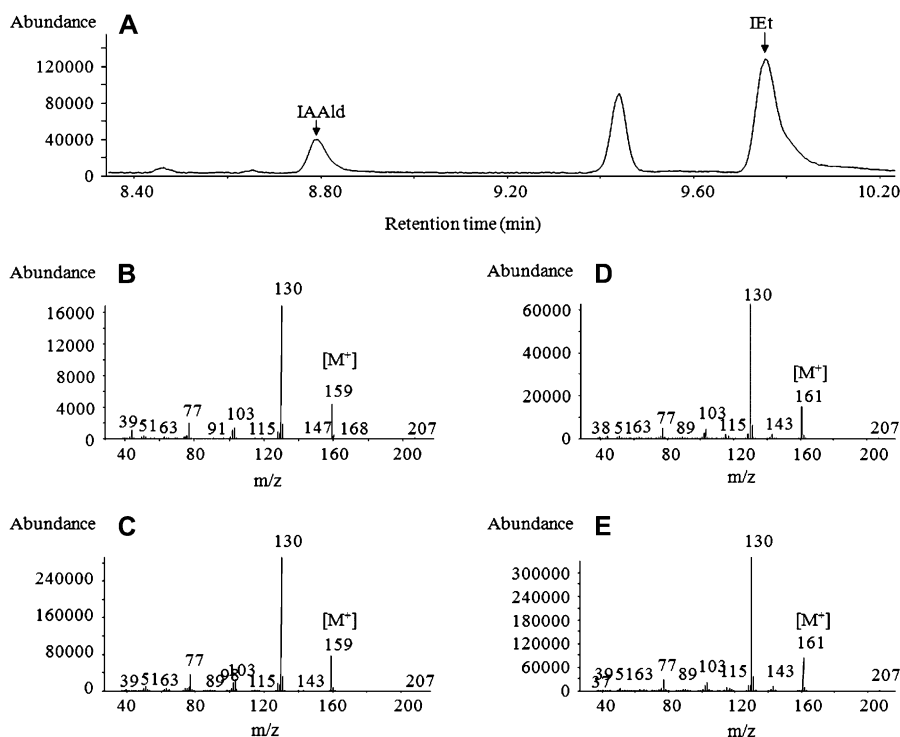 Abundance A
IEt
120000
80000
IAAld
40000
0
8.40 8.80 9.20 9.60 10.20
Retention time (min)
Abundance B
130
16000
12000
[M+]
8000
159
4000
77
39 51 63 91 103 115 147 168 207
0
40 80 120 160 200
m/z
Abundance D
130
60000
40000
[M+]
161
20000
77
38 51 63 89 103 115 143 207
0
40 80 120 160 200
m/z
Abundance C
130
240000
160000
[M+]
159
80000
77
39 51 63 89 98 103 115 143 207
0
40 80 120 160 200
m/z
Abundance E
130
300000
240000
180000
[M+]
120000
161
60000
77
37 39 51 63 89 103 115 143 207
0
40 80 120 160 200
m/z